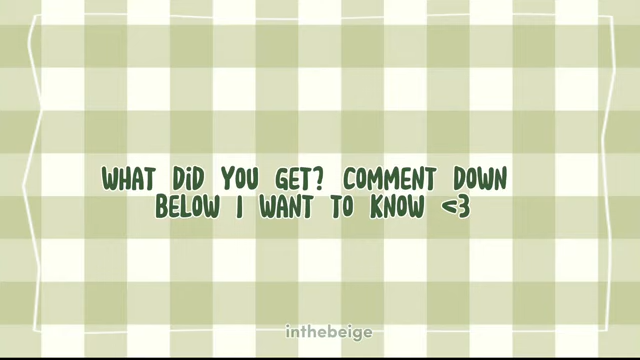 WHAT DiD YOU GET? COMMENT DOWN
BELOW I WANT TO KNOW <3
inthebeige